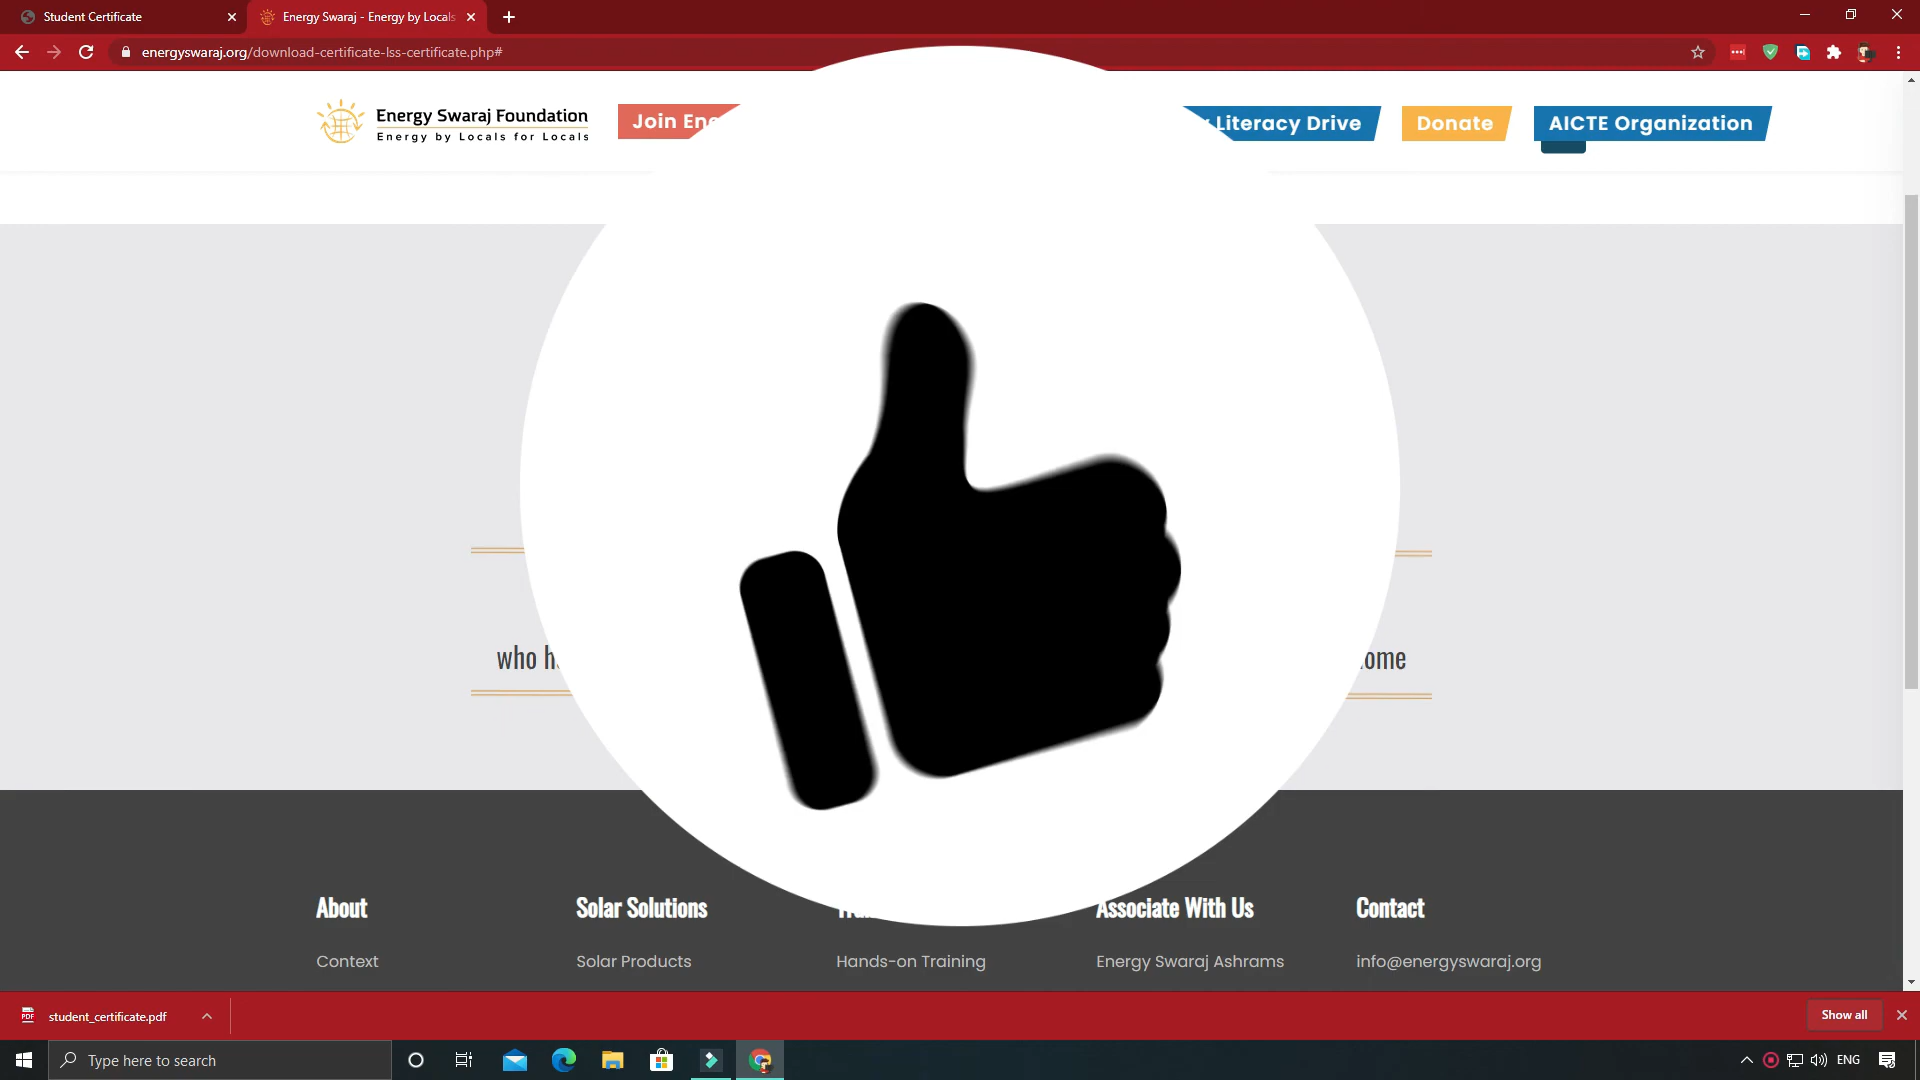 Student Certificate
Energy Swaraj - Energy by Locals
energyswaraj.org/download-certificate-lss-certificate.php#
Energy Swaraj Foundation
Energy by Locals for Locals
Join
Literacy Drive
Donate
AICTE Organization
who
About
Solar Solutions
Associate With Us
Contact
Context
Solar Products
Hands-on Training
Energy Swaraj Ashrams
info@energyswaraj.org
PDF
student_certificate.pdf
Show all
Type here to search
ENG